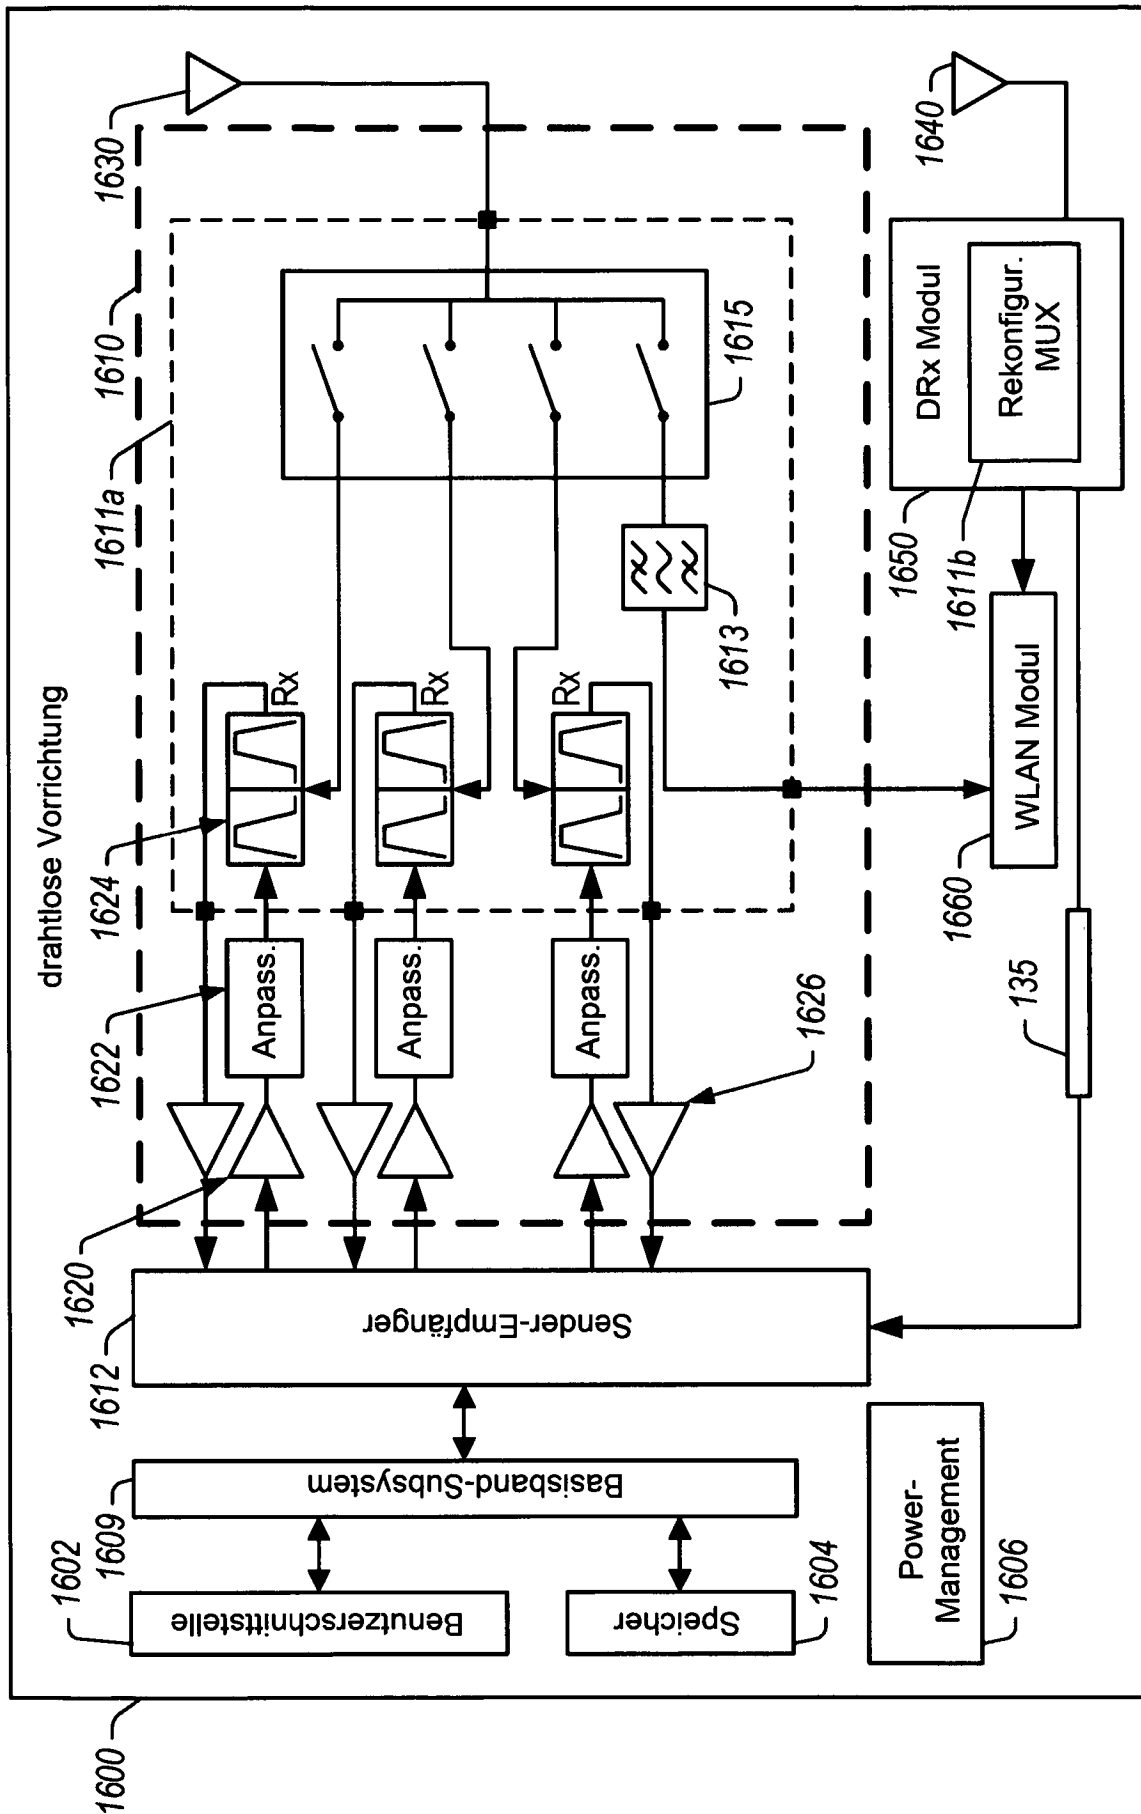 drahtlose Vorrichtung
1600
1602
Benutzerschnittstelle
1604
Speicher
1606
Power-
Management
1609
Basisband-Subsystem
1612
Sender-Empfänger
1620
1622
1624
1611a
1610
1630
Anpass.
Rx
Anpass.
Rx
Anpass.
Rx
1626
1613
1615
1640
DRx Modul
Rekonfigur.
MUX
1650
1611b
WLAN Modul
1660
135